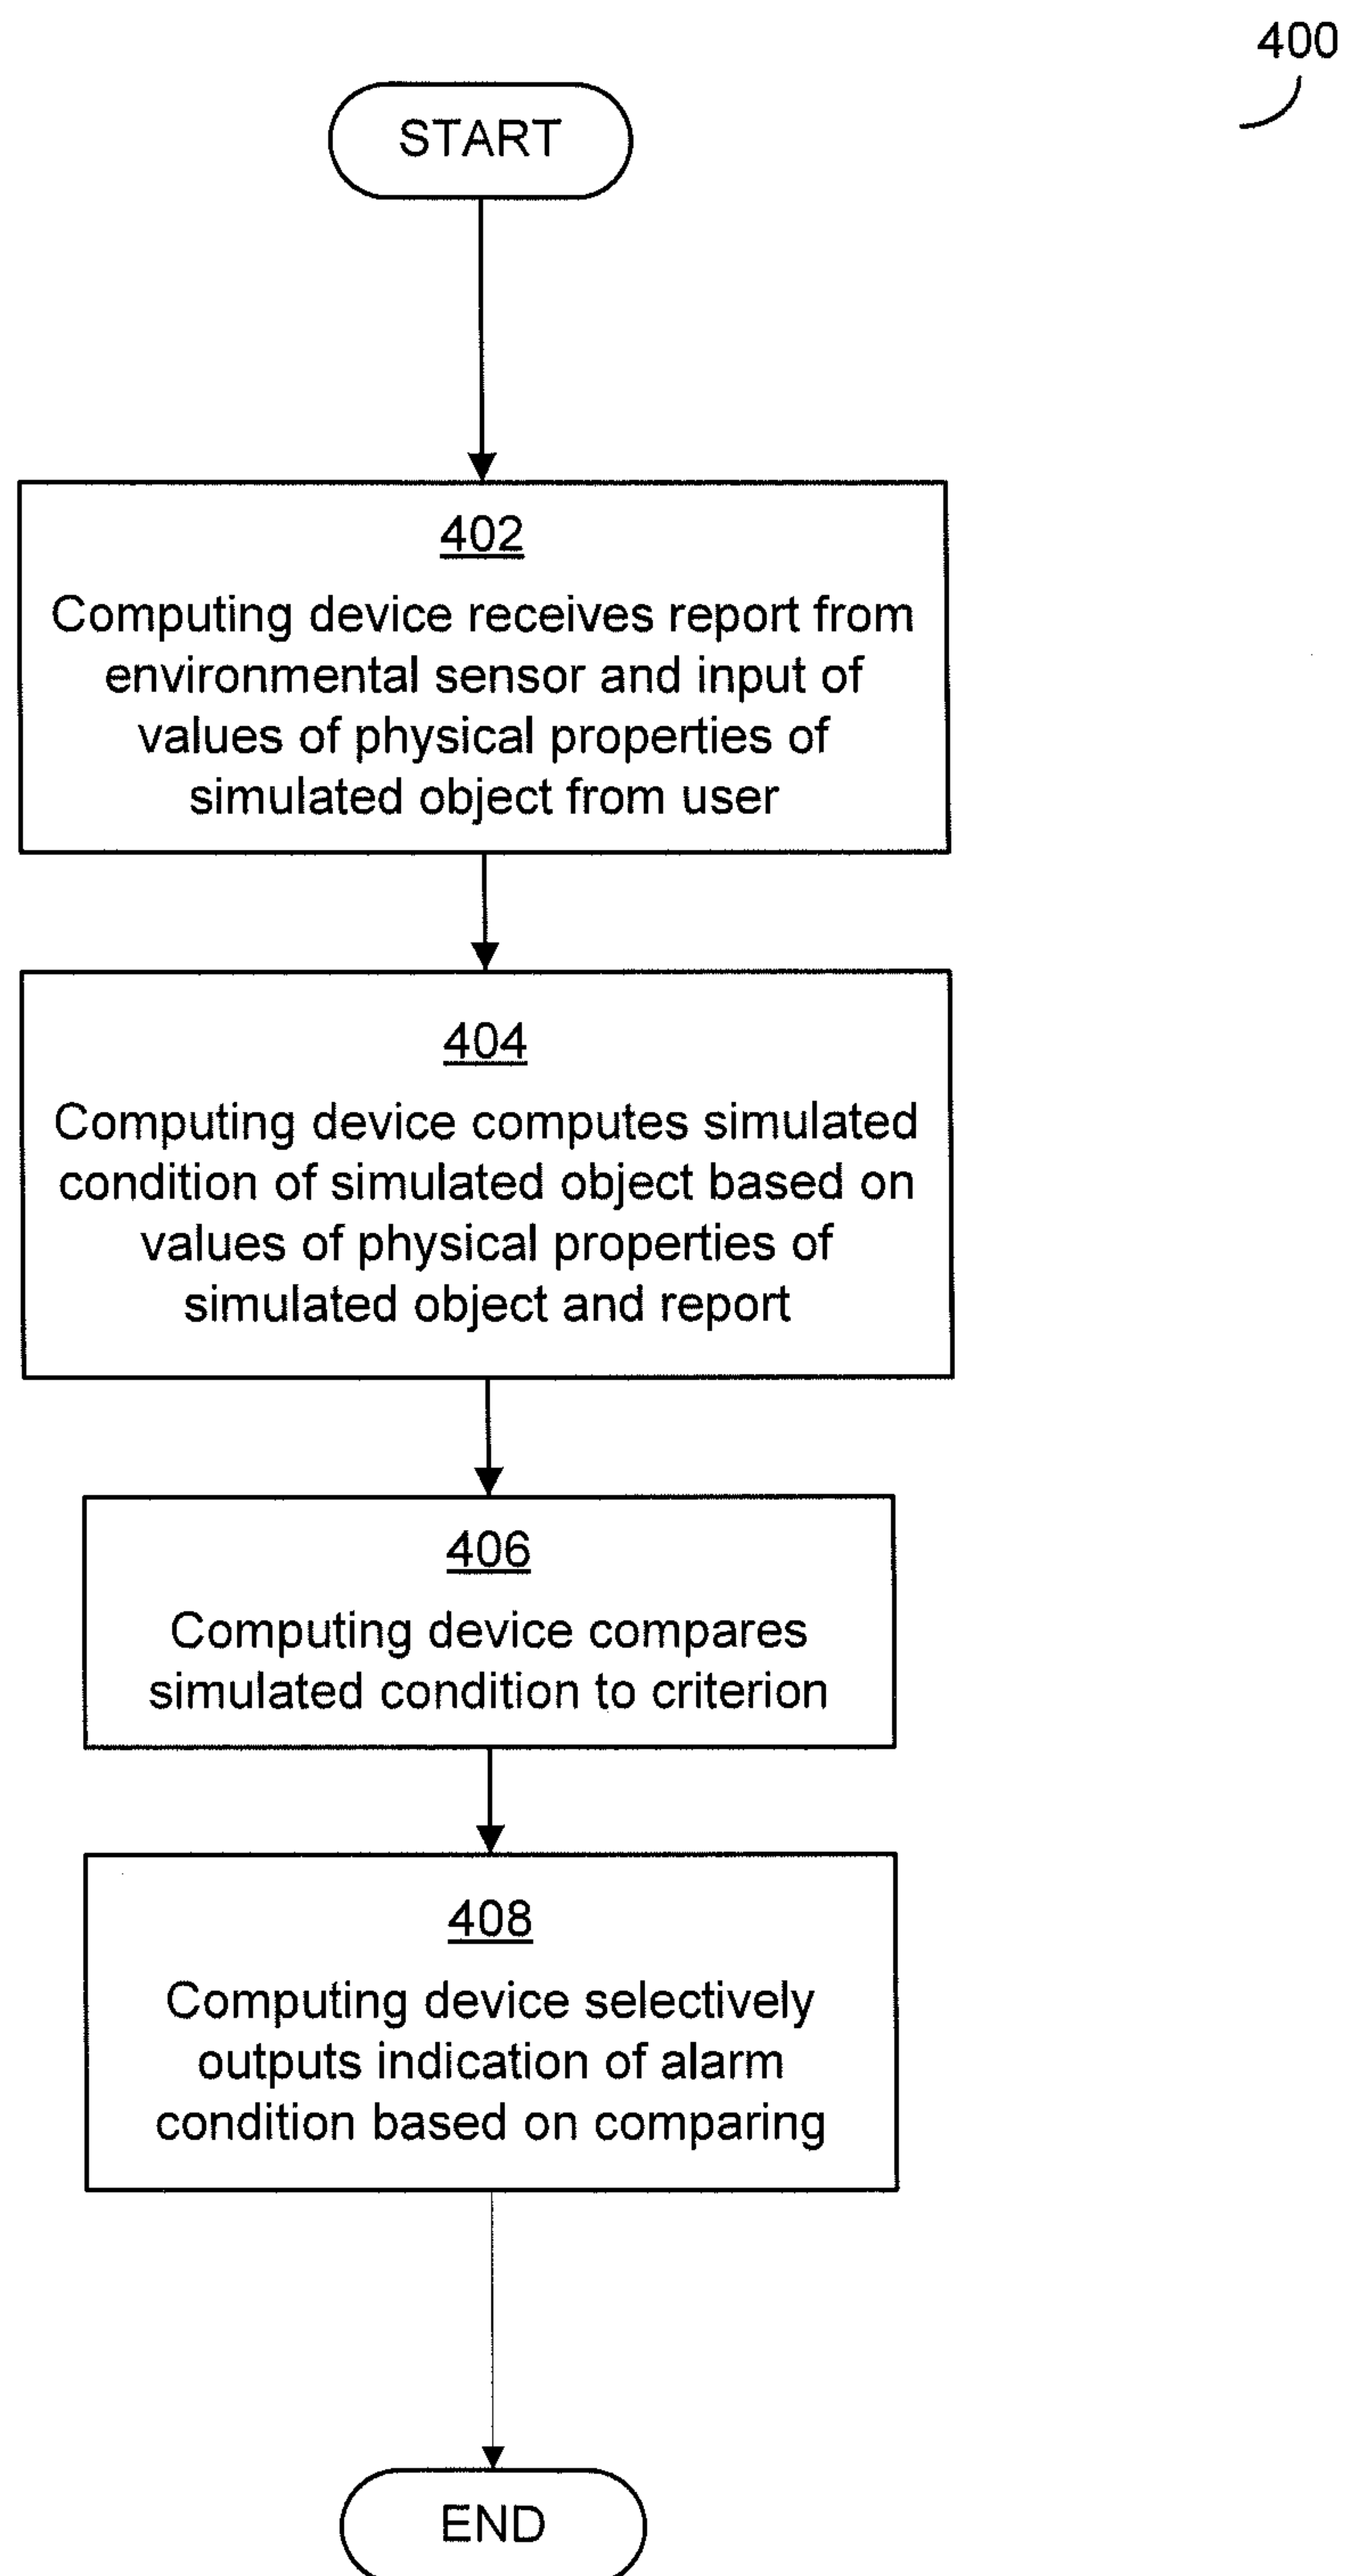 400
START
402
Computing device receives report from
environmental sensor and input of
values of physical properties of
simulated object from user
404
Computing device computes simulated
condition of simulated object based on
values of physical properties of
simulated object and report
406
Computing device compares
simulated condition to criterion
408
Computing device selectively
outputs indication of alarm
condition based on comparing
END